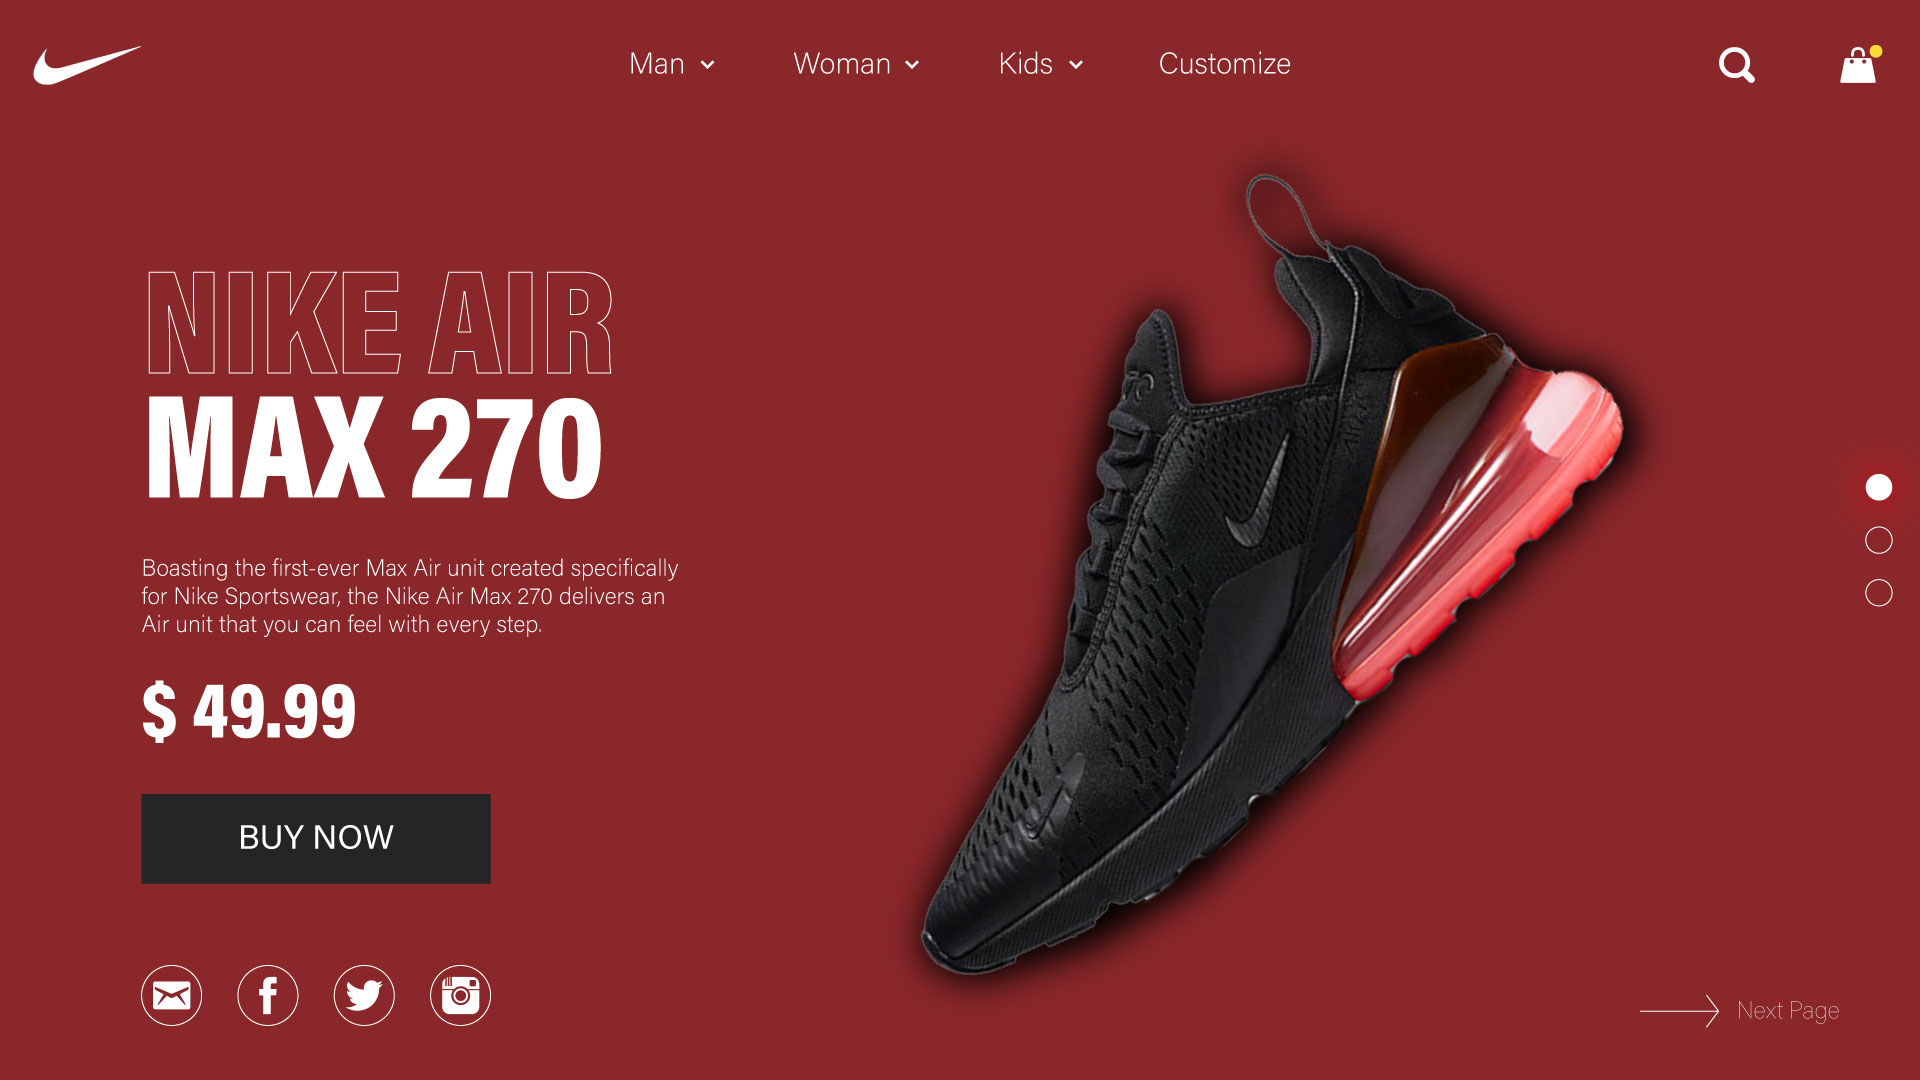 Man
Woman
Kids
Customize
NIKE AIR
MAX 270
Boasting the first-ever Max Air unit created specifically
for Nike Sportswear, the Nike Air Max 270 delivers an
Air unit that you can feel with every step.
$ 49.99
BUY NOW
Next Page